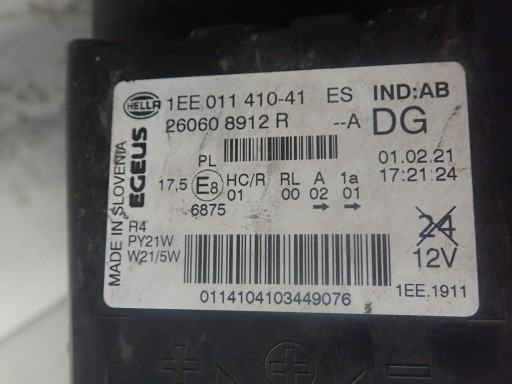 HELLA 1EE 011 410-41 ES IND:AB
26060 8912 R --A DG
EGEUS
MADE IN SLOVENIA
PL
01.02.21
17:21:24
17,5 E8 HC/R RL A 1a
01 00 02 01
6875
R4
PY21W
W21/5W
24
12V
0114104103449076
1EE.1911